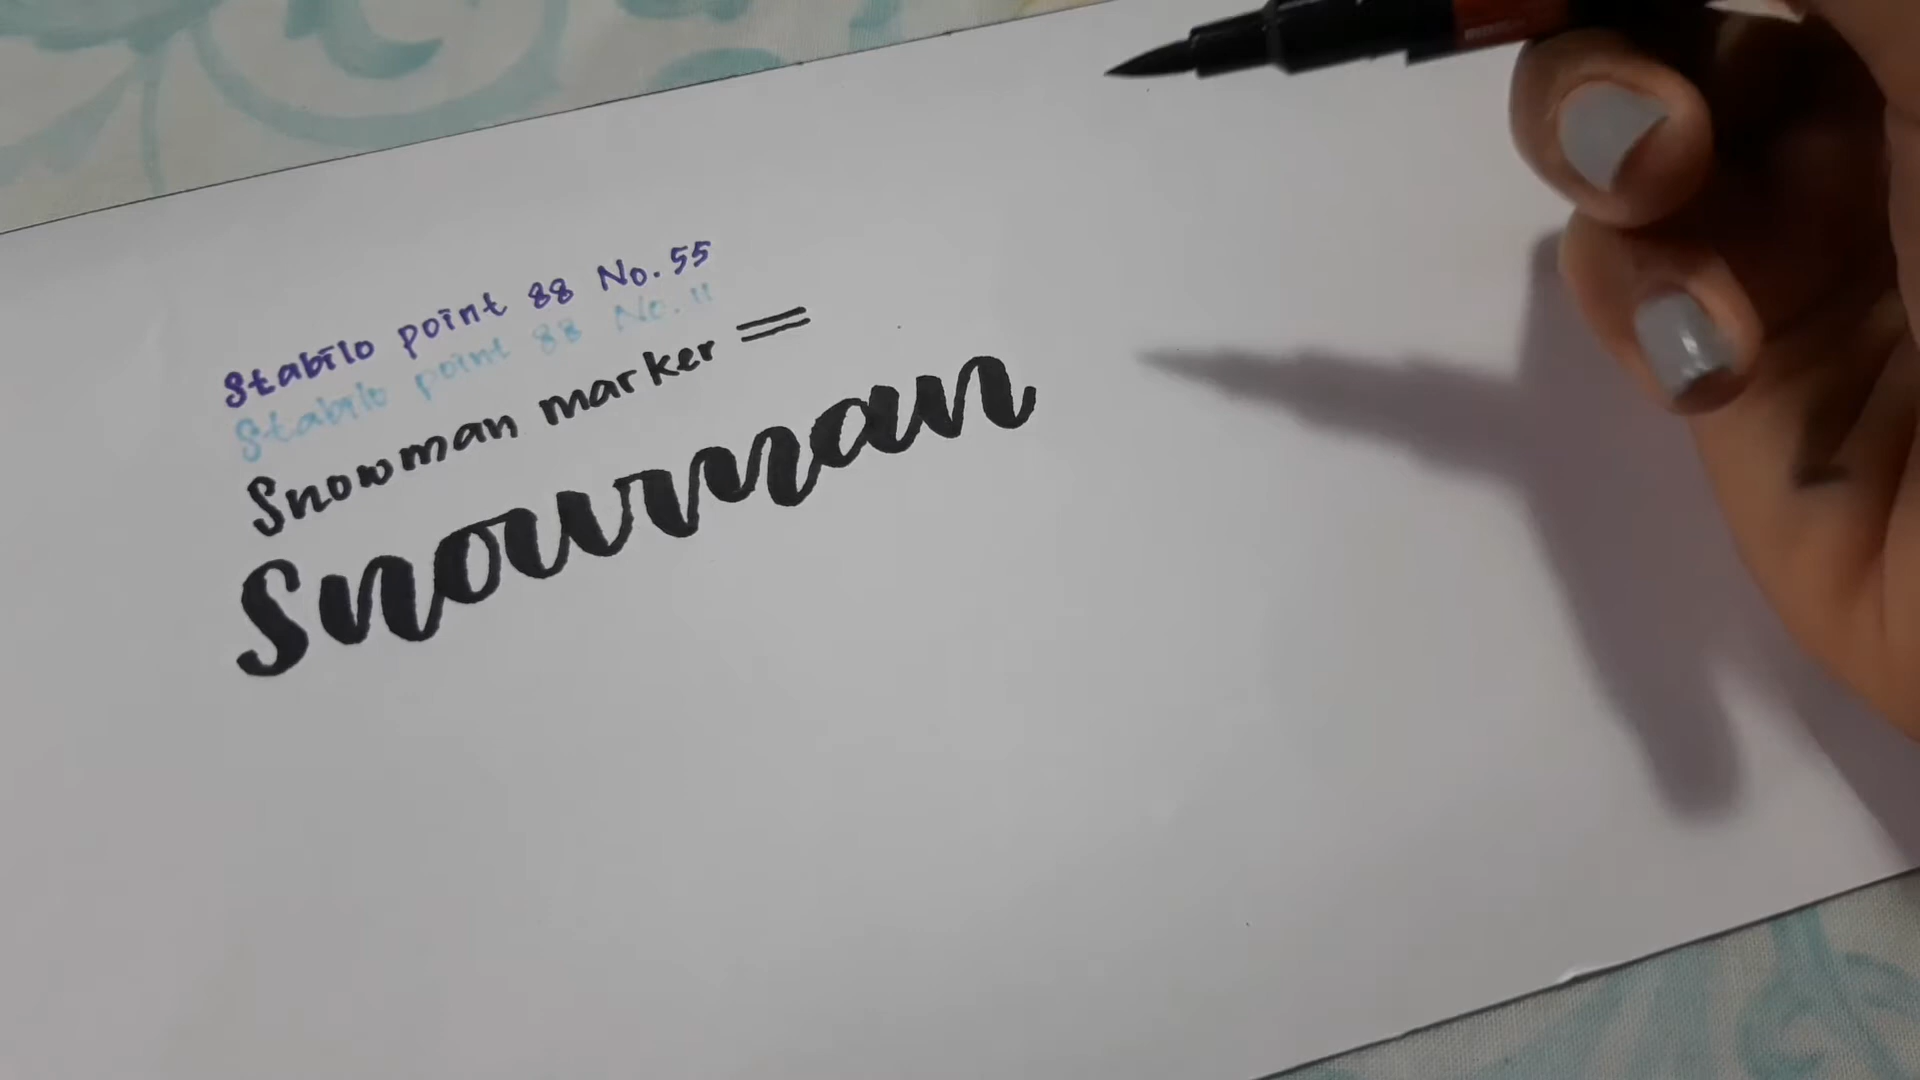 Stabilo point 88 No. 55
Stabilo point 88 No. 11
Snowman marker =
Snowman